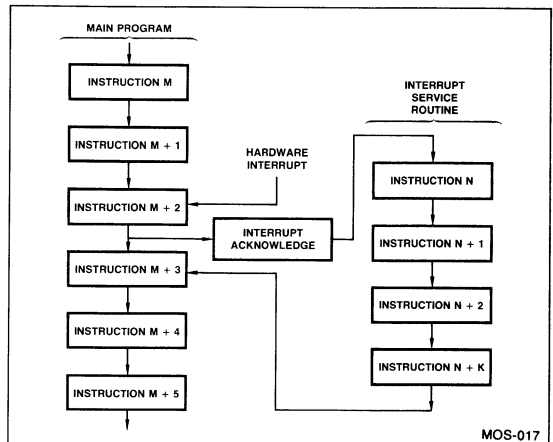 MAIN PROGRAM
INSTRUCTION M
INSTRUCTION M + 1
INSTRUCTION M + 2
INSTRUCTION M + 3
INSTRUCTION M + 4
INSTRUCTION M + 5
HARDWARE
INTERRUPT
INTERRUPT
ACKNOWLEDGE
INTERRUPT
SERVICE
ROUTINE
INSTRUCTION N
INSTRUCTION N + 1
INSTRUCTION N + 2
INSTRUCTION N + K
MOS-017